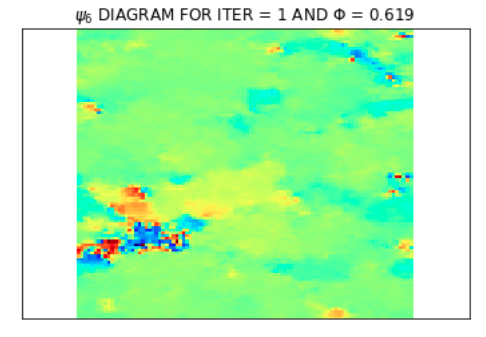 ψ₆ DIAGRAM FOR ITER = 1 AND Φ = 0.619